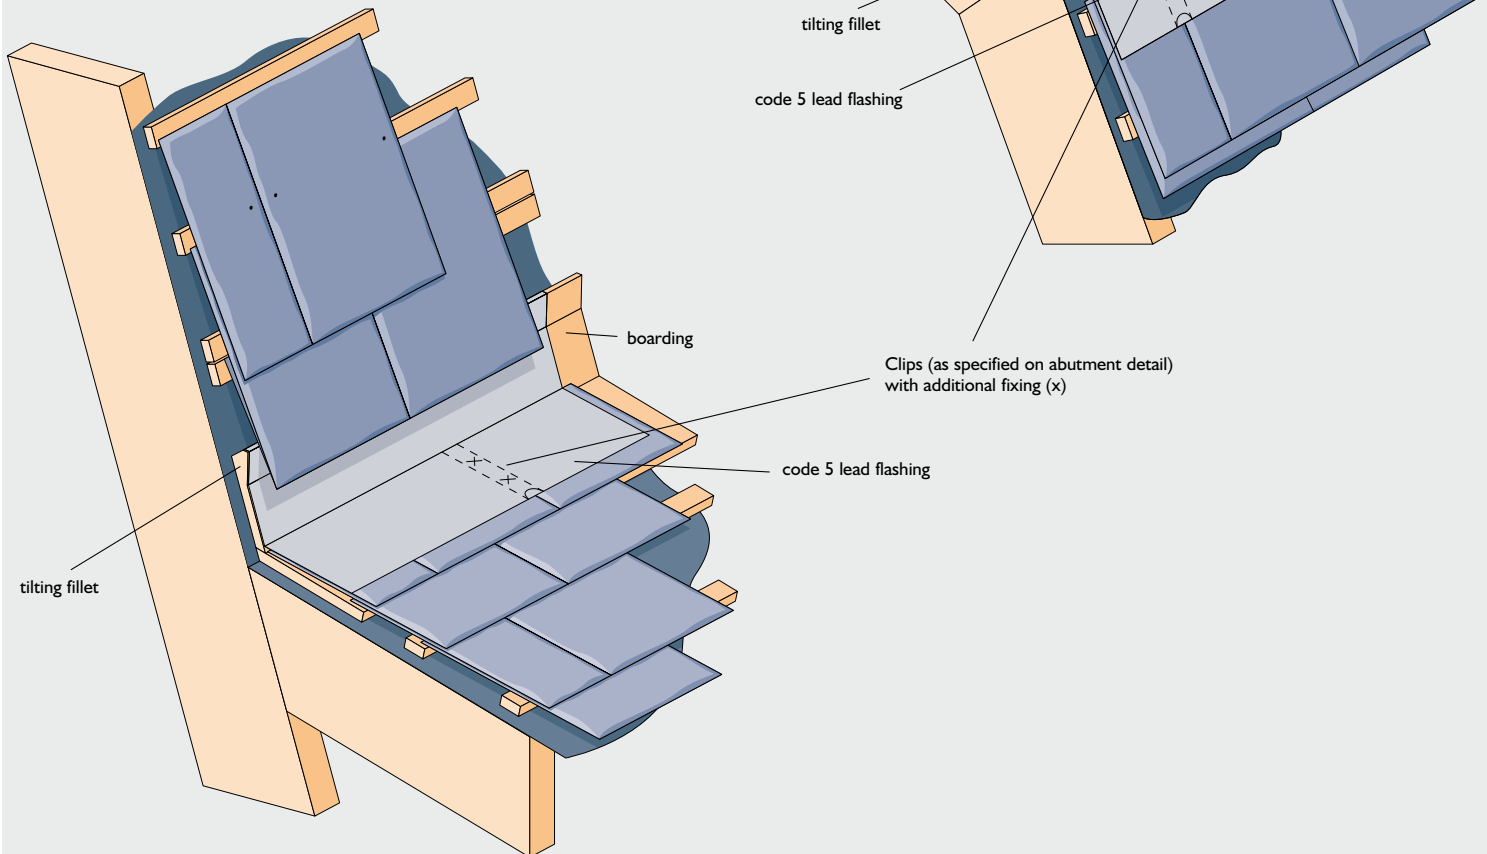 tilting fillet
code 5 lead flashing
boarding
Clips (as specified on abutment detail)
with additional fixing (x)
code 5 lead flashing
tilting fillet